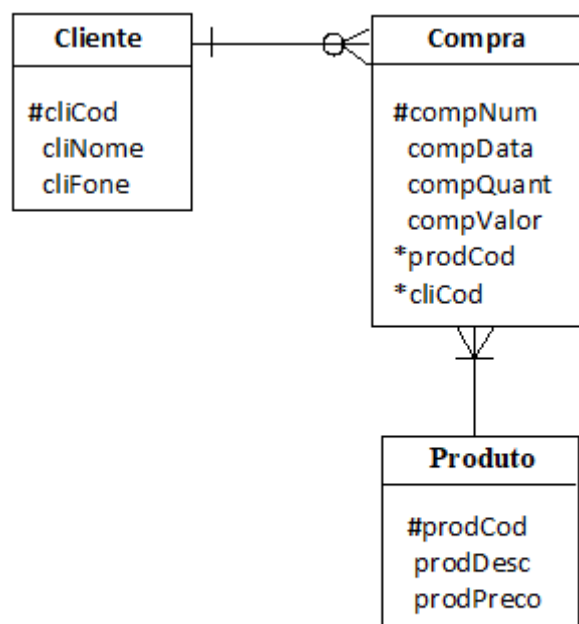 Cliente
#cliCod
cliNome
cliFone
Compra
#compNum
compData
compQuant
compValor
*prodCod
*cliCod
Produto
#prodCod
prodDesc
prodPreco